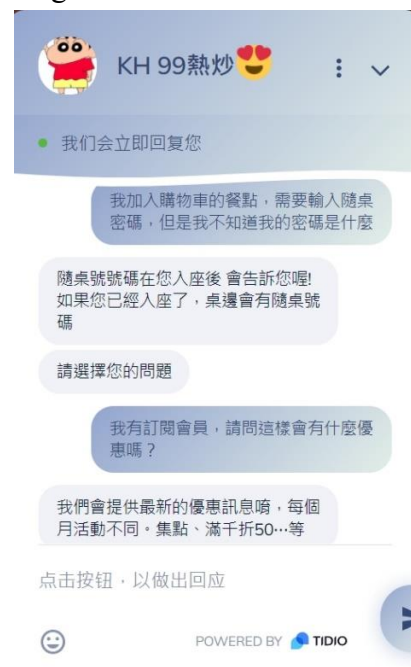 KH 99熱炒
我们会立即回复您
我加入購物車的餐點，需要輸入隨桌
密碼，但是我不知道我的密碼是什麼
隨桌號號碼在您入座後 會告訴您喔!
如果您已經入座了，桌邊會有隨桌號
碼
請選擇您的問題
我有訂閱會員，請問這樣會有什麼優
惠嗎？
我們會提供最新的優惠訊息唷，每個
月活動不同。集點、滿千折50…等
点击按钮，以做出回应
POWERED BY TIDIO